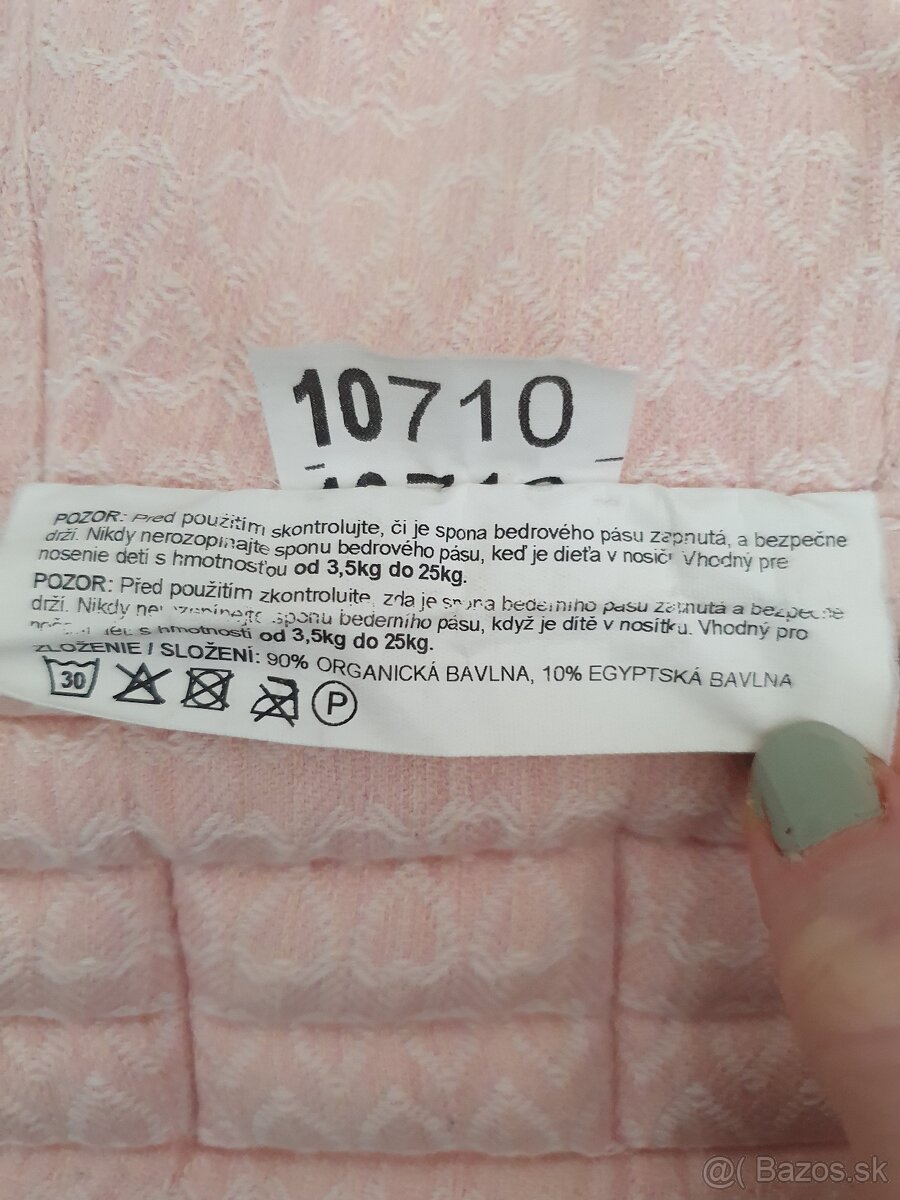 10710
POZOR: Pred použitím skontrolujte, či je spona bedrového pásu zapnutá, a bezpečne
drží. Nikdy nerozopínajte sponu bedrového pásu, keď je dieťa v nosiči. Vhodný pre
nosenie detí s hmotnosťou od 3,5kg do 25kg.
POZOR: Před použitím zkontrolujte, zda je spona bederního pásu zapnutá a bezpečně
drží. Nikdy sponu bederního pásu, když je dítě v nosítku. Vhodný pro
dětí s hmotností od 3,5kg do 25kg.
ZLOŽENIE / SLOŽENÍ: 90% ORGANICKÁ BAVLNA, 10% EGYPTSKÁ BAVLNA
30 P
@( Bazos.sk